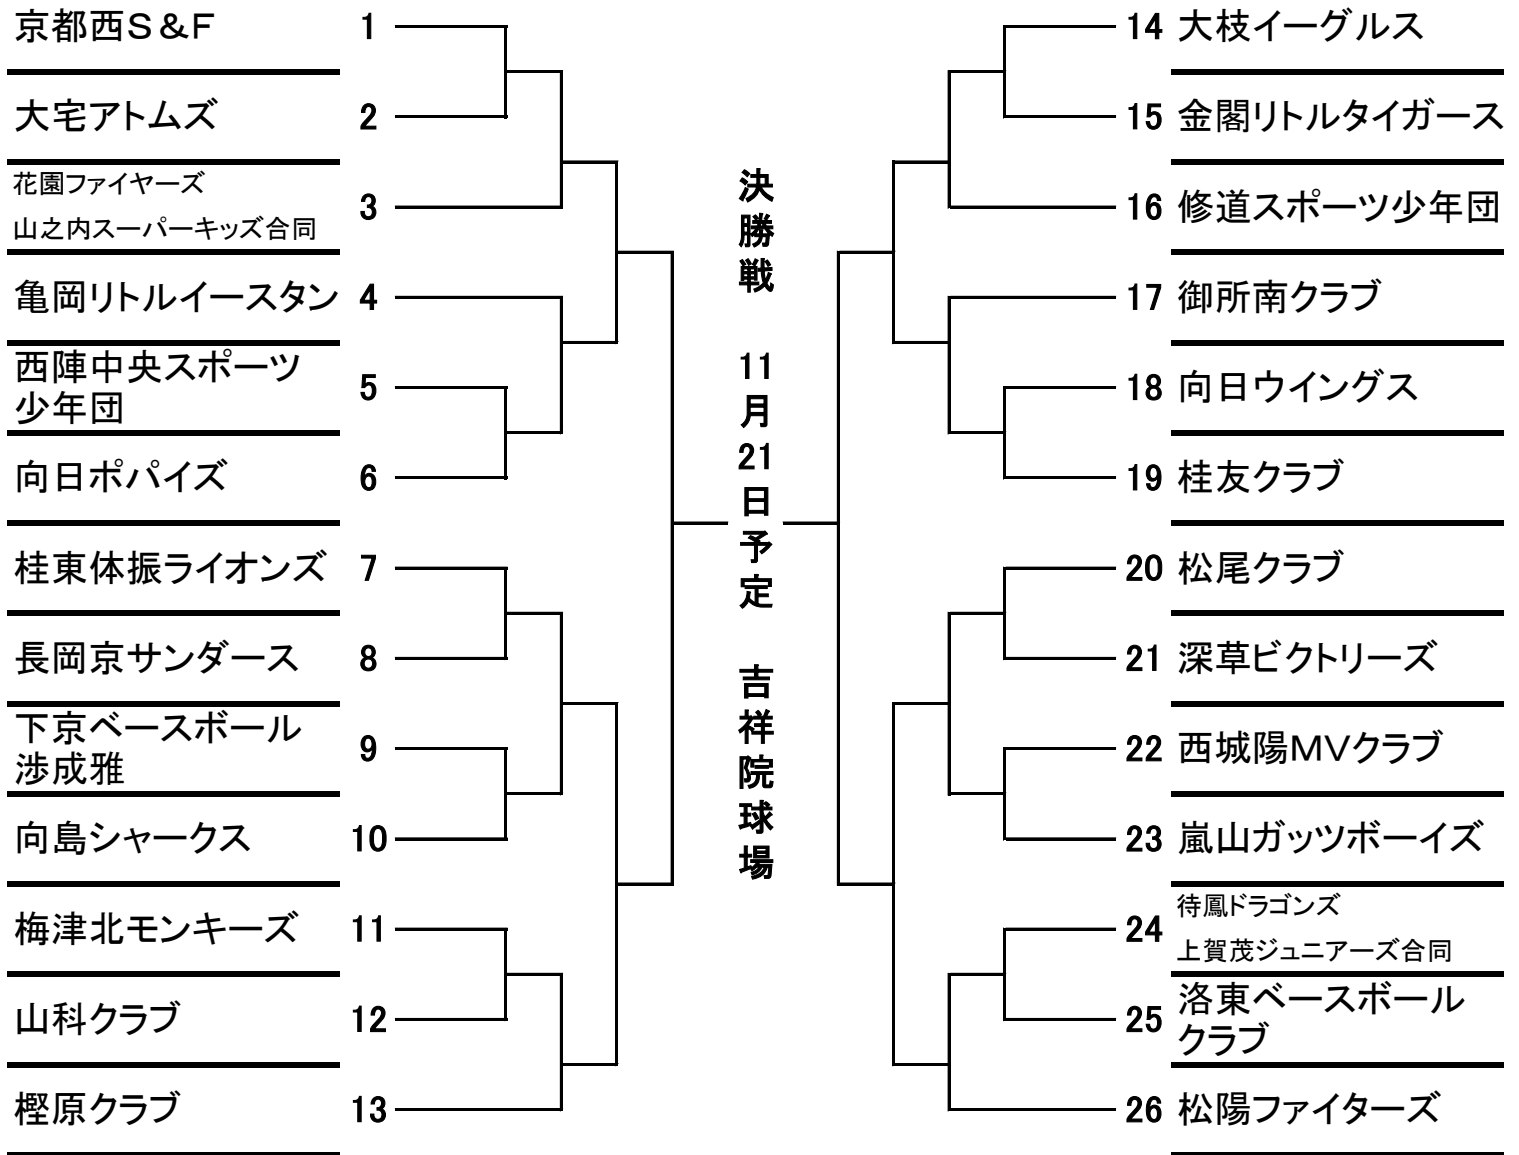 京都西Ｓ＆Ｆ 1
大宅アトムズ 2
花園ファイヤーズ
山之内スーパーキッズ合同 3
亀岡リトルイースタン 4
西陣中央スポーツ
少年団 5
向日ポパイズ 6
桂東体振ライオンズ 7
長岡京サンダース 8
下京ベースボール
渉成雅 9
向島シャークス 10
梅津北モンキーズ 11
山科クラブ 12
樫原クラブ 13
決勝戦 11月21日予定 吉祥院球場
14 大枝イーグルス
15 金閣リトルタイガース
16 修道スポーツ少年団
17 御所南クラブ
18 向日ウイングス
19 桂友クラブ
20 松尾クラブ
21 深草ビクトリーズ
22 西城陽ＭＶクラブ
23 嵐山ガッツボーイズ
24 待鳳ドラゴンズ
上賀茂ジュニアーズ合同
25 洛東ベースボール
クラブ
26 松陽ファイターズ